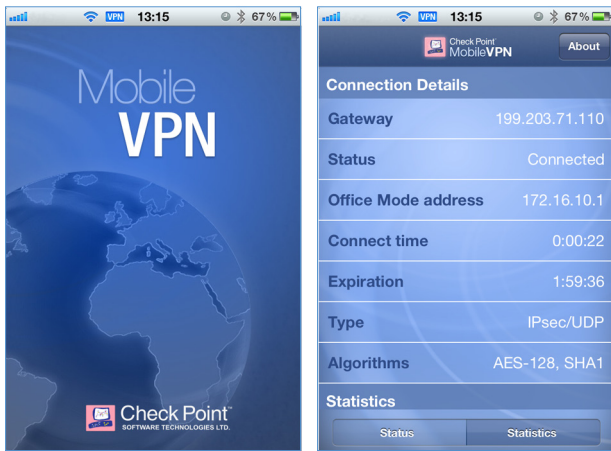 VPN 13:15 67%
Mobile
VPN
Check Point™
SOFTWARE TECHNOLOGIES LTD.
VPN 13:15 67%
Check Point
MobileVPN
About
Connection Details
Gateway 199.203.71.110
Status Connected
Office Mode address 172.16.10.1
Connect time 0:00:22
Expiration 1:59:36
Type IPsec/UDP
Algorithms AES-128, SHA1
Statistics
Status Statistics